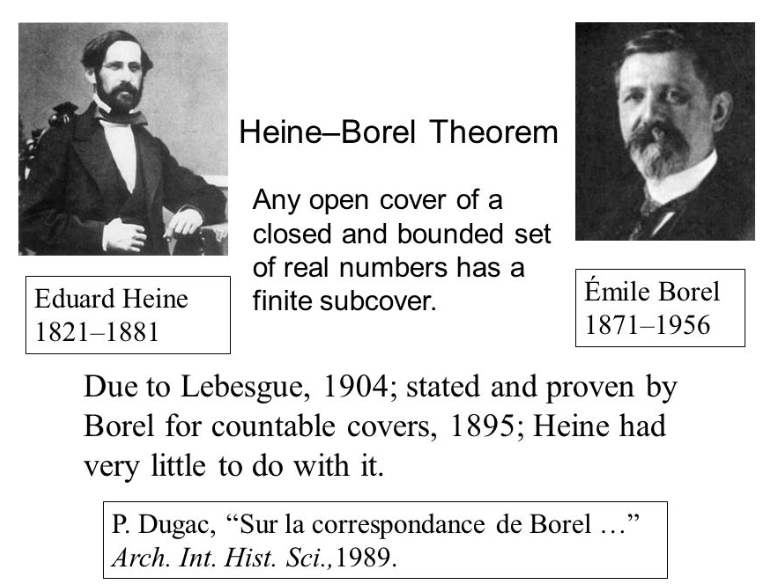 Heine–Borel Theorem
Any open cover of a
closed and bounded set
of real numbers has a
finite subcover.
Eduard Heine
1821–1881
Émile Borel
1871–1956
Due to Lebesgue, 1904; stated and proven by
Borel for countable covers, 1895; Heine had
very little to do with it.
P. Dugac, “Sur la correspondance de Borel …”
Arch. Int. Hist. Sci.,1989.